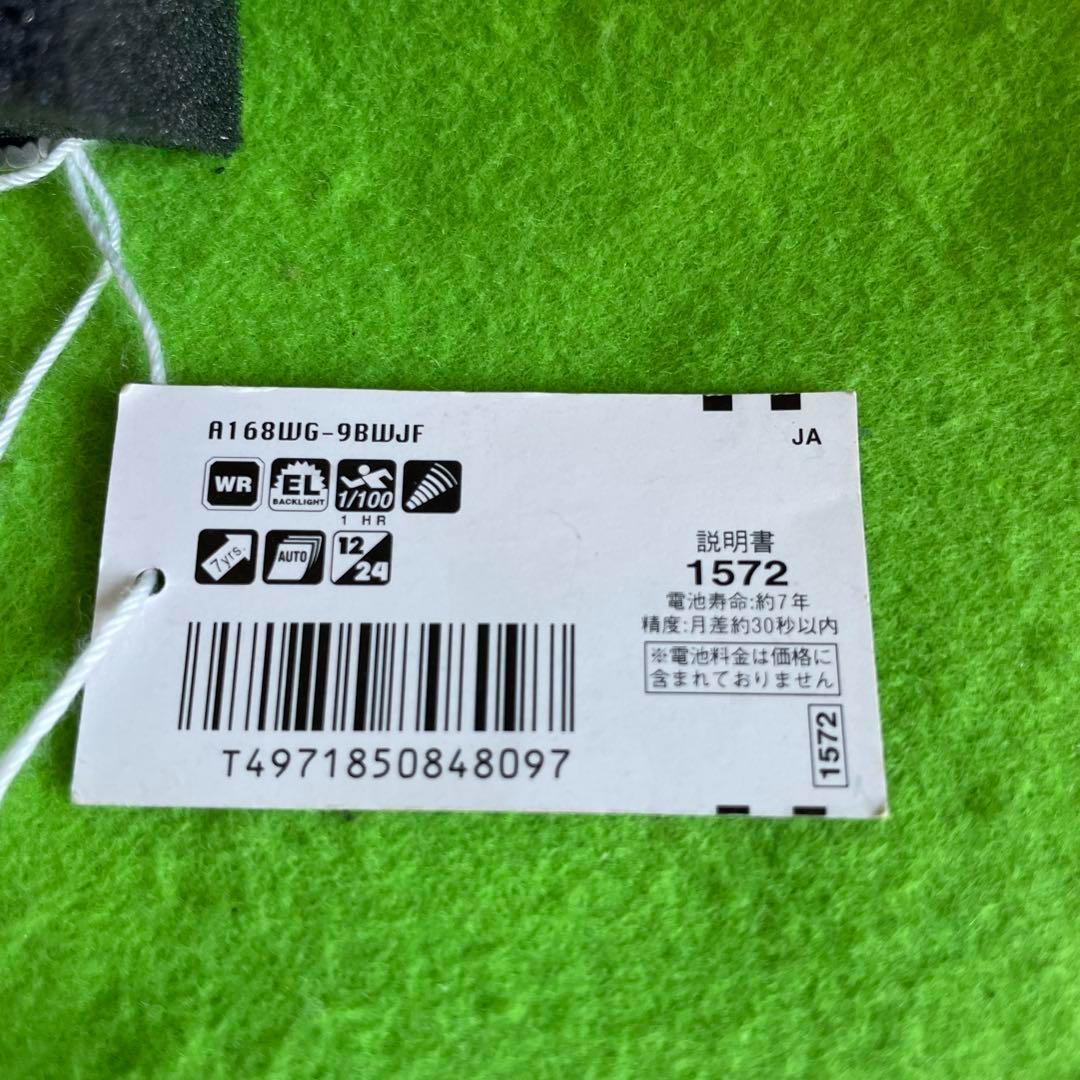 A168WG-9BWJF
JA
WR
EL
BACKLIGHT
1/100
1 HR
7yrs.
AUTO
12
24
説明書
1572
電池寿命:約7年
精度:月差約30秒以内
※電池料金は価格に
含まれておりません
1572
T4971850848097